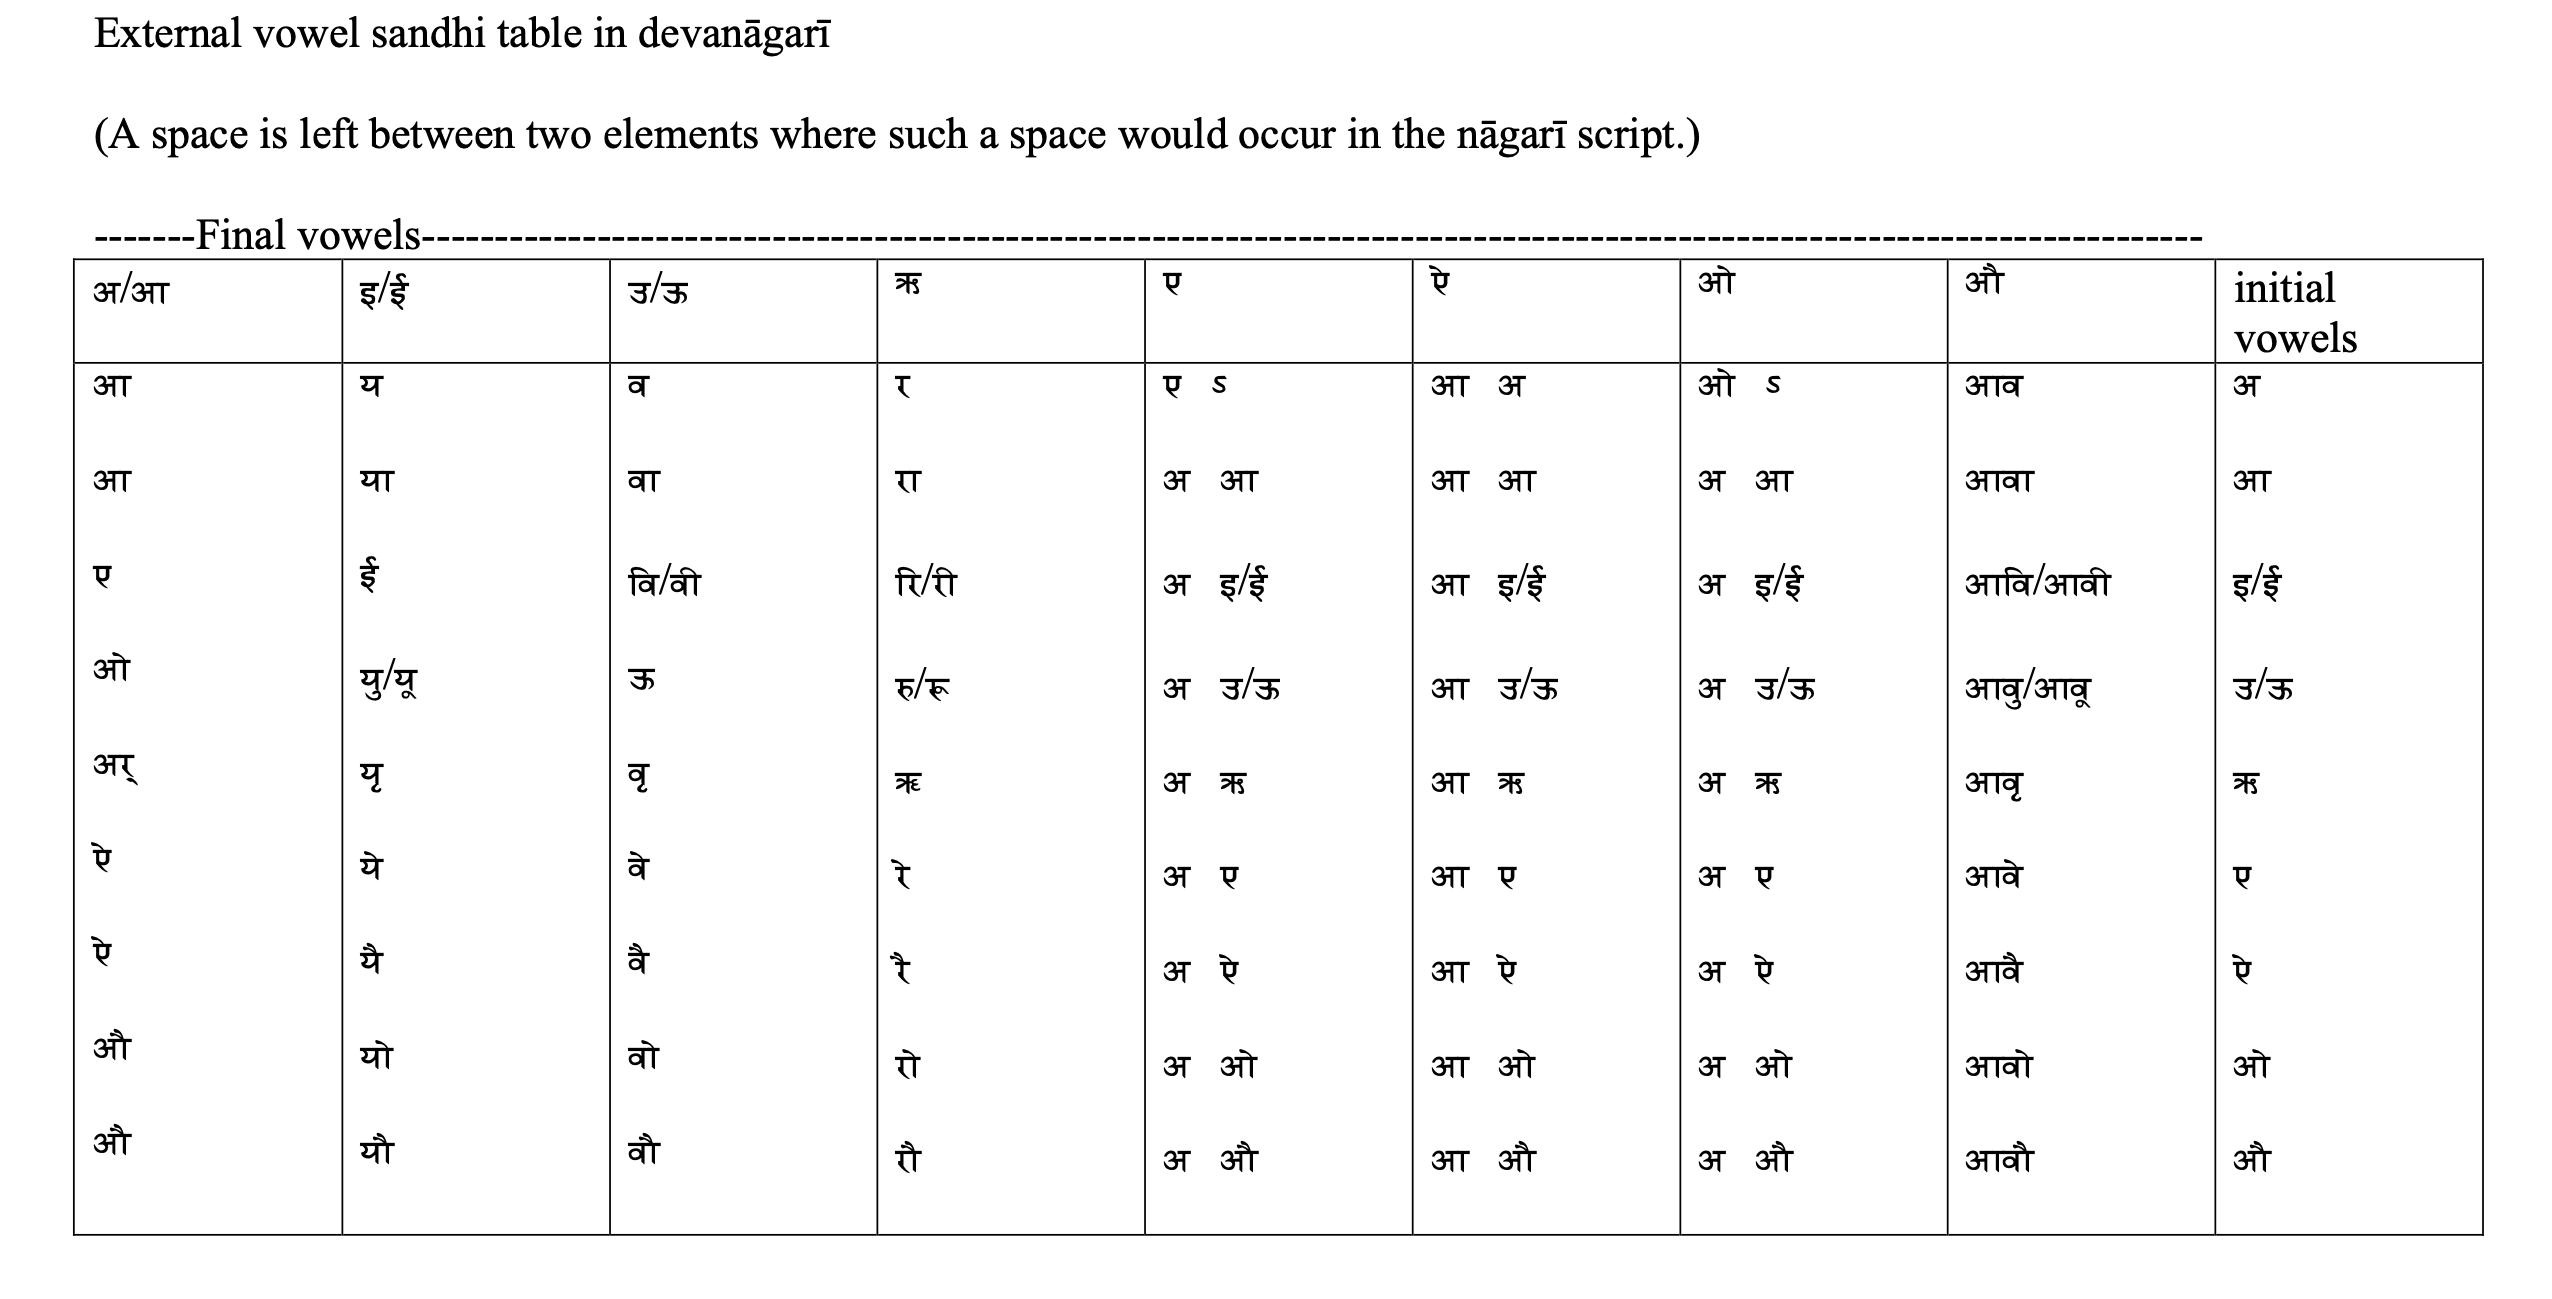 External vowel sandhi table in devanāgarī
(A space is left between two elements where such a space would occur in the nāgarī script.)
-------Final vowels--------------------------------------------------------------------------------------------------------------------------
अ/आ इ/ई उ/ऊ ऋ ए ऐ ओ औ initial vowels
आ य व र ए ऽ आ अ ओ ऽ आव अ
आ या वा रा अ आ आ आ अ आ आवा आ
ए ई वि/वी रि/री अ इ/ई आ इ/ई अ इ/ई आवि/आवी इ/ई
ओ यु/यू ऊ रु/रू अ उ/ऊ आ उ/ऊ अ उ/ऊ आवु/आवू उ/ऊ
अर् यृ वृ ॠ अ ऋ आ ऋ अ ऋ आवृ ऋ
ऐ ये वे रे अ ए आ ए अ ए आवे ए
ऐ यै वै रै अ ऐ आ ऐ अ ऐ आवै ऐ
औ यो वो रो अ ओ आ ओ अ ओ आवो ओ
औ यौ वौ रौ अ औ आ औ अ औ आवौ औ